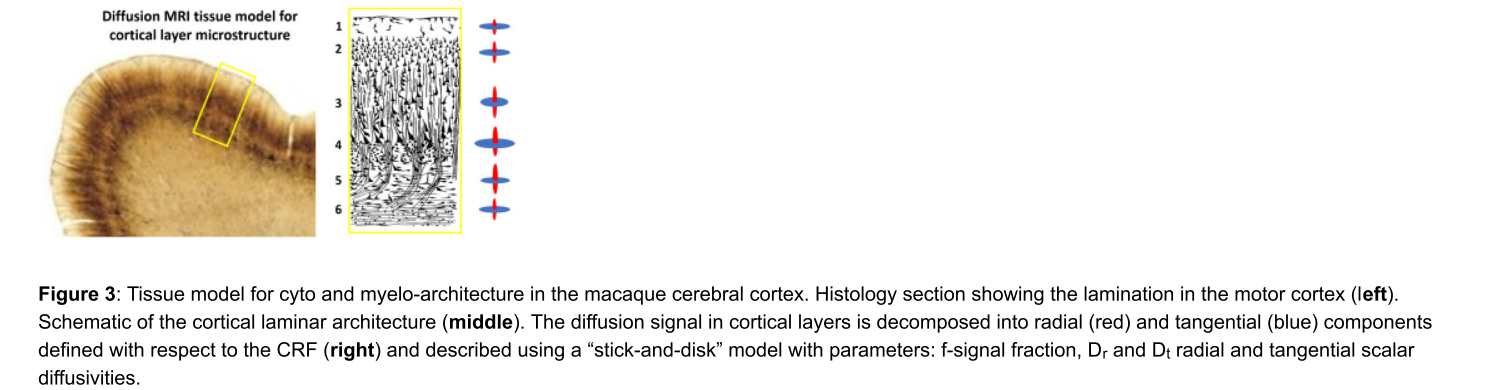 Diffusion MRI tissue model for
cortical layer microstructure
1
2
3
4
5
6
Figure 3: Tissue model for cyto and myelo-architecture in the macaque cerebral cortex. Histology section showing the lamination in the motor cortex (left).
Schematic of the cortical laminar architecture (middle). The diffusion signal in cortical layers is decomposed into radial (red) and tangential (blue) components
defined with respect to the CRF (right) and described using a “stick-and-disk” model with parameters: f-signal fraction, Dr and Dt radial and tangential scalar
diffusivities.